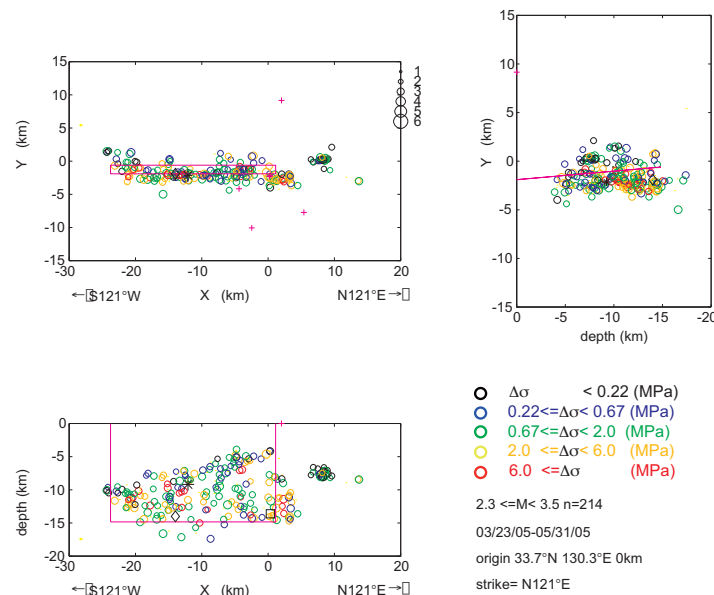 15
10
5
0
-5
-10
-15
Y (km)
-30 -20 -10 0 10 20
←▯S121°W X (km) N121°E→▯
1
2
3
4
5
6
15
10
5
0
-5
-10
-15
Y (km)
0 -5 -10 -15 -20
depth (km)
0
-5
-10
-15
-20
depth (km)
-30 -20 -10 0 10 20
←▯S121°W X (km) N121°E→▯
Δσ < 0.22 (MPa)
0.22<=Δσ< 0.67 (MPa)
0.67<=Δσ< 2.0 (MPa)
2.0 <=Δσ< 6.0 (MPa)
6.0 <=Δσ (MPa)
2.3 <=M< 3.5 n=214
03/23/05-05/31/05
origin 33.7°N 130.3°E 0km
strike= N121°E